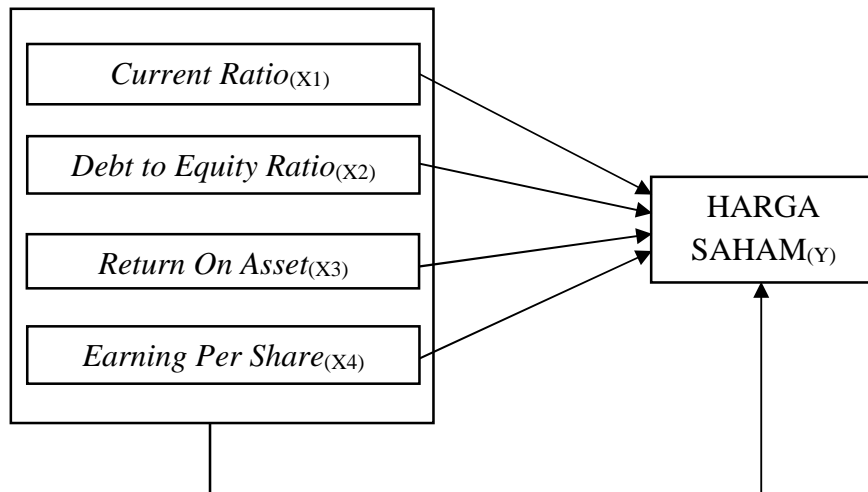 Current Ratio(X1)
Debt to Equity Ratio(X2)
Return On Asset(X3)
Earning Per Share(X4)
HARGA
SAHAM(Y)